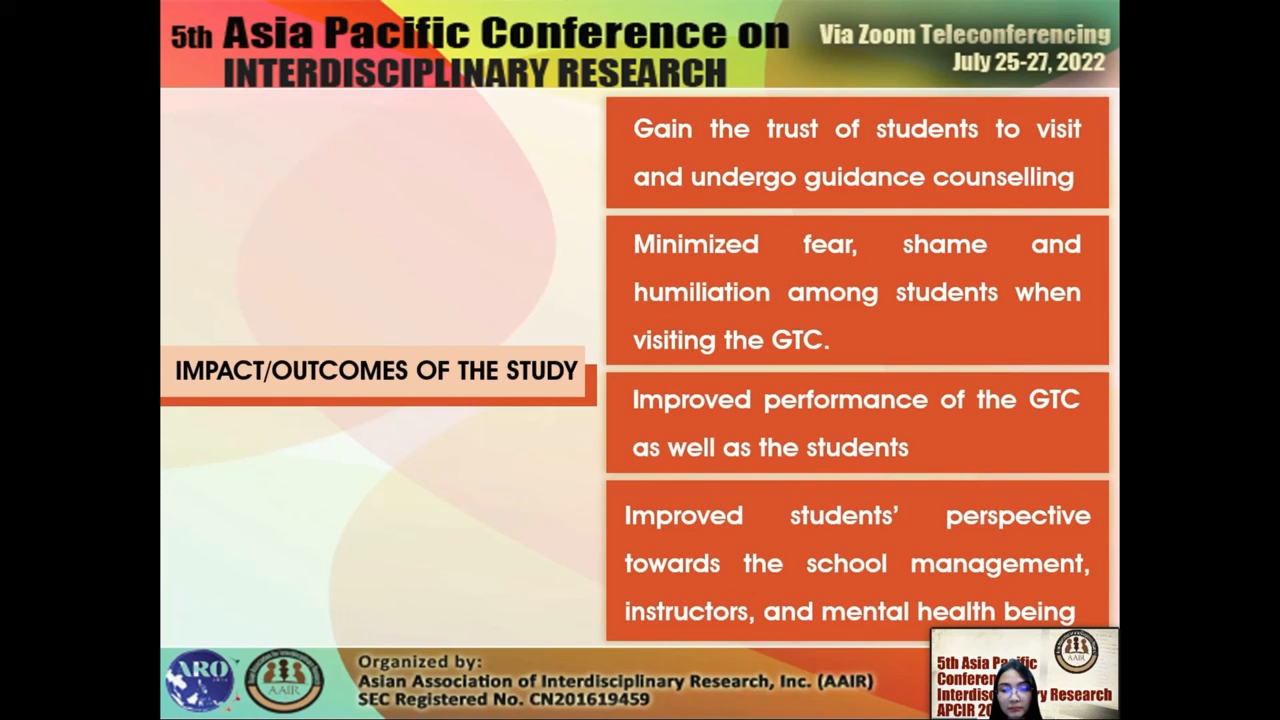 5th Asia Pacific Conference on
INTERDISCIPLINARY RESEARCH
Via Zoom Teleconferencing
July 25-27, 2022
Gain the trust of students to visit
and undergo guidance counselling
Minimized fear, shame and
humiliation among students when
visiting the GTC.
IMPACT/OUTCOMES OF THE STUDY
Improved performance of the GTC
as well as the students
Improved students’ perspective
towards the school management,
instructors, and mental health being
ARO
AAIR
Organized by:
Asian Association of Interdisciplinary Research, Inc. (AAIR)
SEC Registered No. CN201619459
5th Asia Pacific
Interdis ry Research
APCIR 20